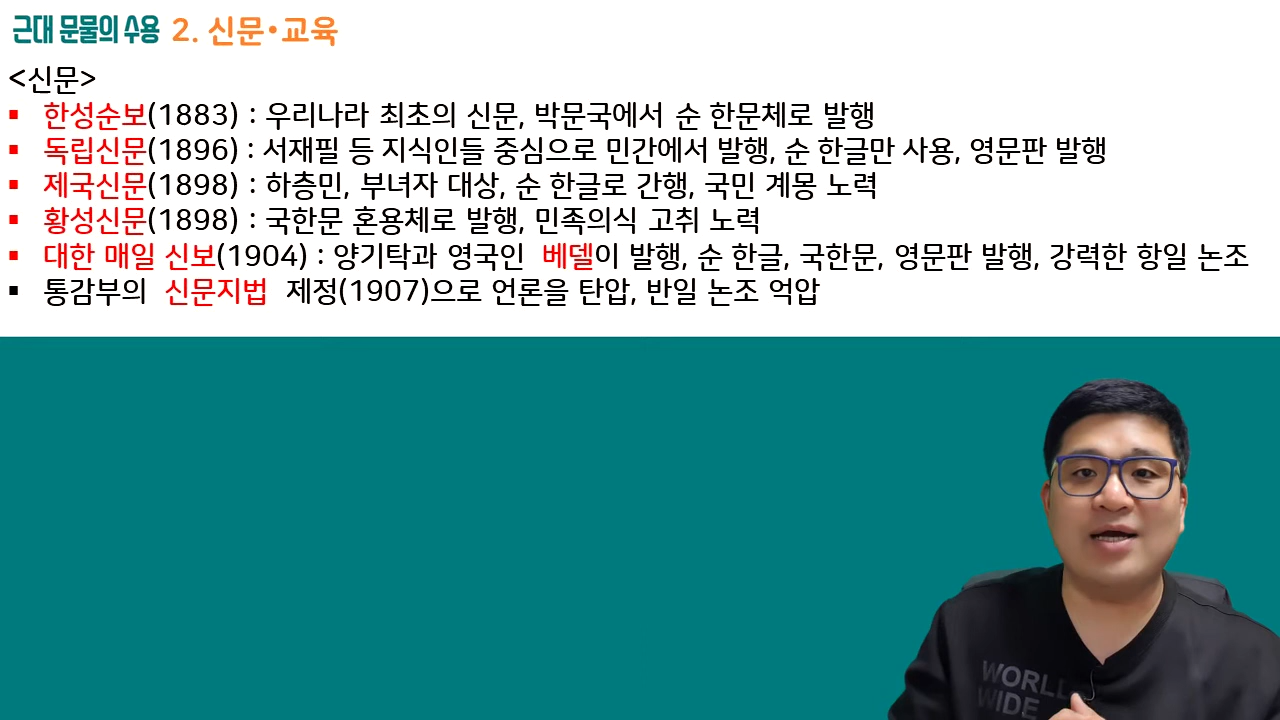 근대 문물의 수용 2. 신문•교육
<신문>
▪ 한성순보(1883) : 우리나라 최초의 신문, 박문국에서 순 한문체로 발행
▪ 독립신문(1896) : 서재필 등 지식인들 중심으로 민간에서 발행, 순 한글만 사용, 영문판 발행
▪ 제국신문(1898) : 하층민, 부녀자 대상, 순 한글로 간행, 국민 계몽 노력
▪ 황성신문(1898) : 국한문 혼용체로 발행, 민족의식 고취 노력
▪ 대한 매일 신보(1904) : 양기탁과 영국인 베델이 발행, 순 한글, 국한문, 영문판 발행, 강력한 항일 논조
▪ 통감부의 신문지법 제정(1907)으로 언론을 탄압, 반일 논조 억압
WORLD
WIDE